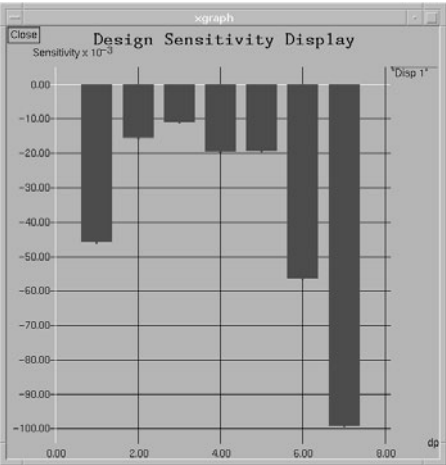 xgraph
Close
Design Sensitivity Display
Sensitivity x 10-3
"Disp 1"
0.00
-10.00
-20.00
-30.00
-40.00
-50.00
-60.00
-70.00
-80.00
-90.00
-100.00
dp
0.00 2.00 4.00 6.00 8.00